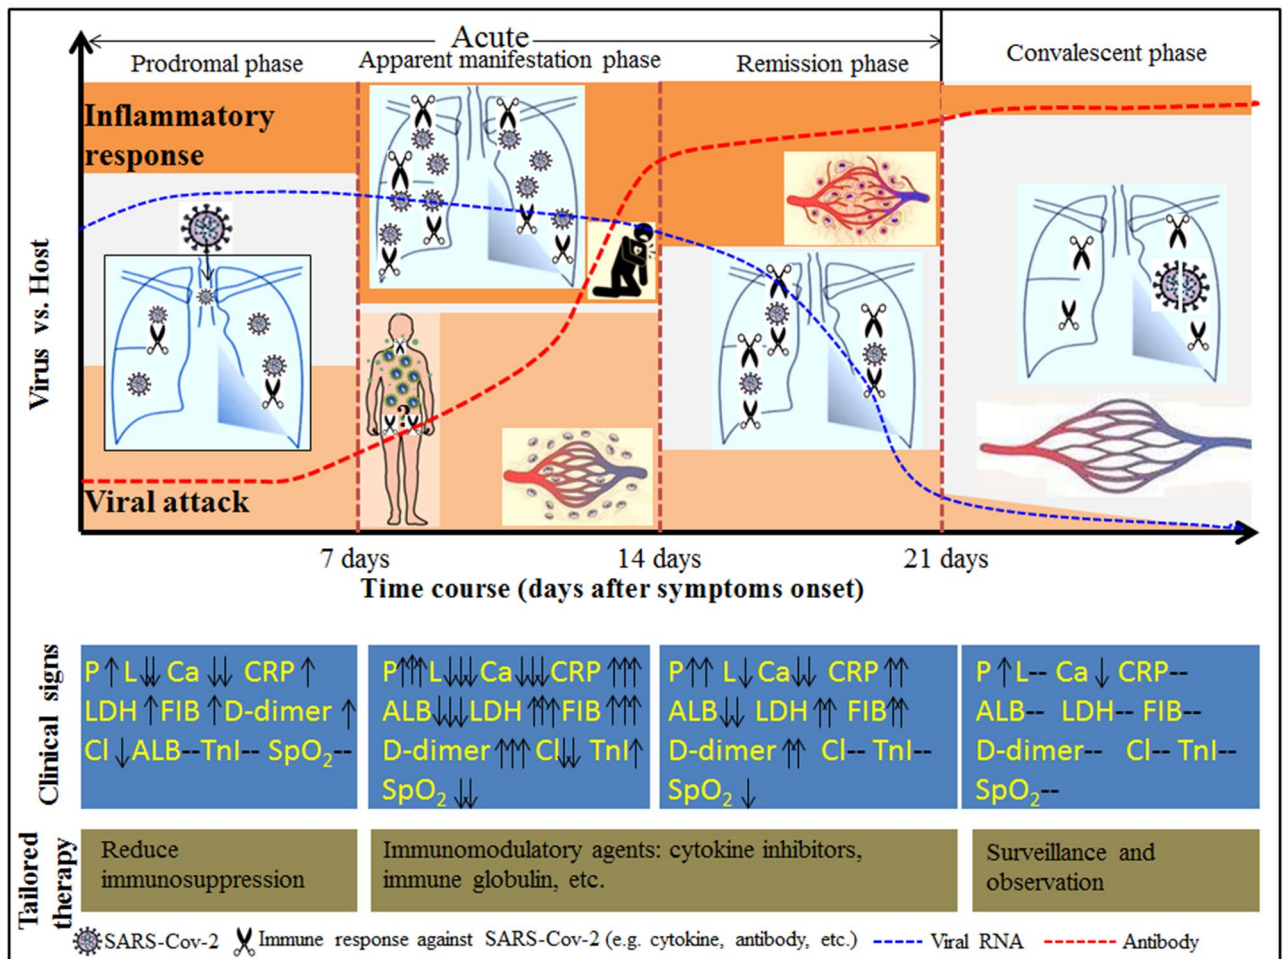 Acute
Prodromal phase
Apparent manifestation phase
Remission phase
Convalescent phase
Virus vs. Host
Inflammatory
response
Viral attack
?
7 days
14 days
21 days
Time course (days after symptoms onset)
Clinical signs
P ↑ L ↓↓ Ca ↓↓ CRP ↑
LDH ↑ FIB ↑ D-dimer ↑
Cl ↓ ALB-- TnI-- SpO₂--
P ↑↑↑ L ↓↓↓ Ca ↓↓↓ CRP ↑↑↑
ALB ↓↓↓ LDH ↑↑↑ FIB ↑↑↑
D-dimer ↑↑↑ Cl ↓↓ TnI ↑
SpO₂ ↓↓
P ↑↑ L ↓ Ca ↓↓ CRP ↑↑
ALB ↓↓ LDH ↑↑ FIB ↑↑
D-dimer ↑↑ Cl-- TnI--
SpO₂ ↓
P ↑ L-- Ca ↓ CRP--
ALB-- LDH-- FIB--
D-dimer-- Cl-- TnI--
SpO₂--
Tailored
therapy
Reduce
immunosuppression
Immunomodulatory agents: cytokine inhibitors,
immune globulin, etc.
Surveillance and
observation
SARS-Cov-2
Immune response against SARS-Cov-2 (e.g. cytokine, antibody, etc.)
Viral RNA
Antibody